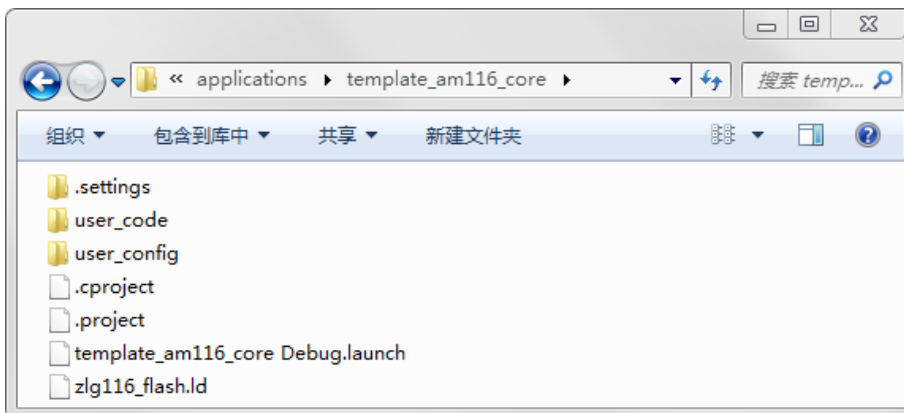 « applications template_am116_core 搜索 temp...
组织 包含到库中 共享 新建文件夹
.settings
user_code
user_config
.cproject
.project
template_am116_core Debug.launch
zlg116_flash.ld